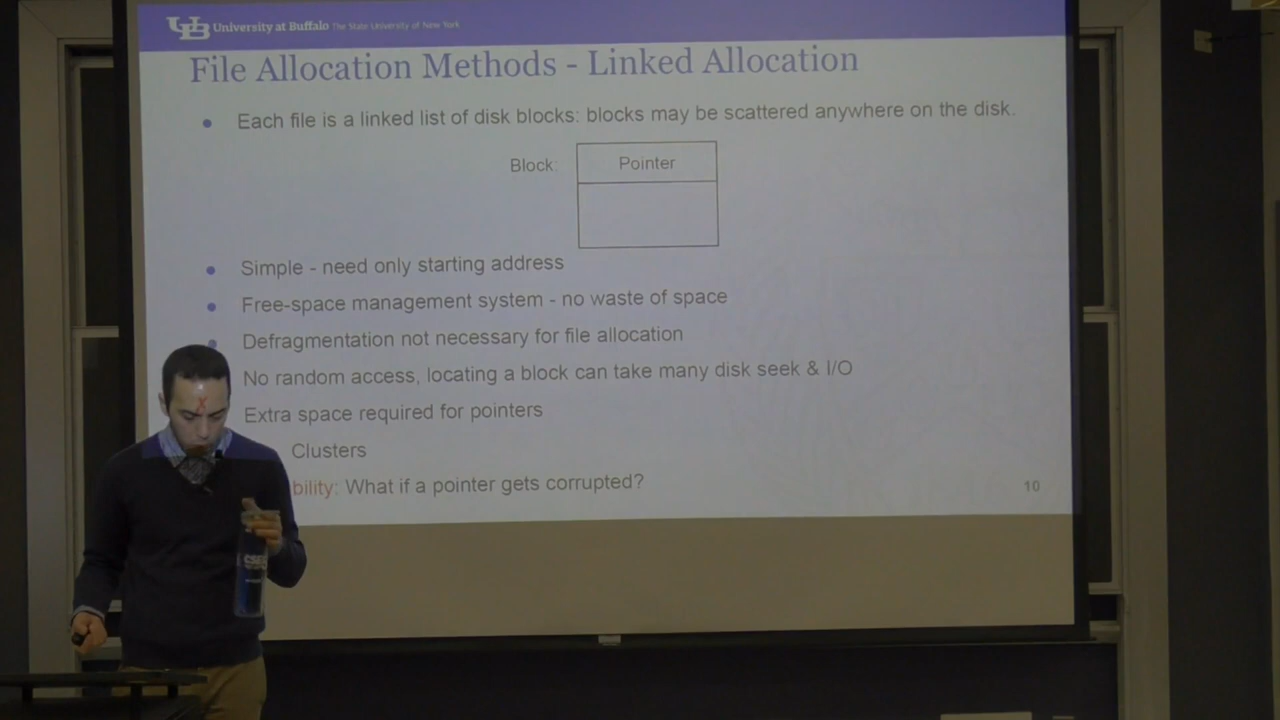 UB University at Buffalo The State University of New York
File Allocation Methods - Linked Allocation
Each file is a linked list of disk blocks: blocks may be scattered anywhere on the disk.
Block: Pointer
Simple - need only starting address
Free-space management system - no waste of space
Defragmentation not necessary for file allocation
No random access, locating a block can take many disk seek & I/O
Extra space required for pointers
Clusters
bility: What if a pointer gets corrupted?
10